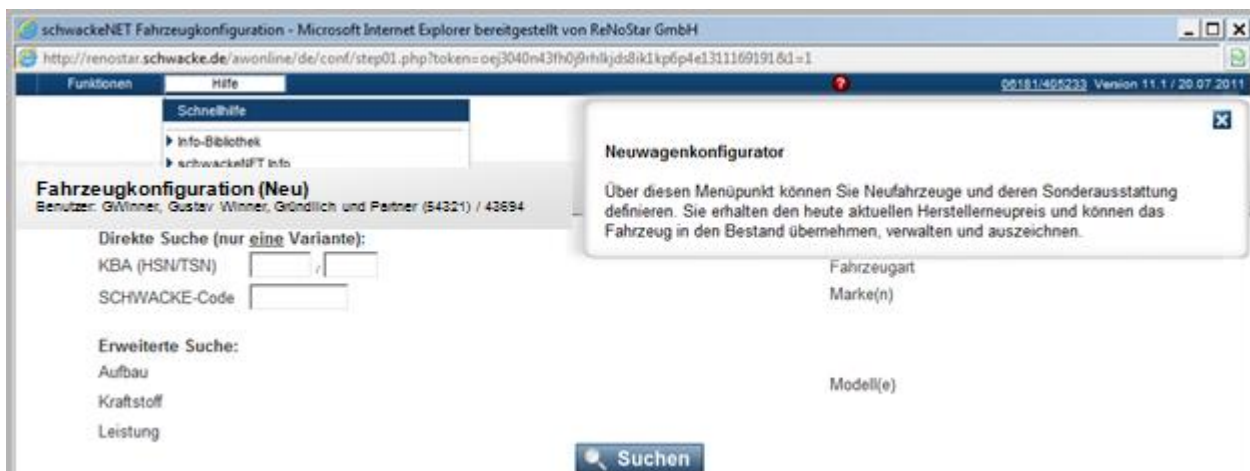 schwackeNET Fahrzeugkonfiguration - Microsoft Internet Explorer bereitgestellt von ReNoStar GmbH
http://renostar.schwacke.de/awonline/de/conf/step01.php?
Funktionen Hilfe 06181/405233 Version 11.1 / 20.07.2011
Schnellhilfe
Info-Bibliothek
schwackeNET Info
Neuwagenkonfigurator
Über diesen Menüpunkt können Sie Neufahrzeuge und deren Sonderausstattung
definieren. Sie erhalten den heute aktuellen Herstellerneupreis und können das
Fahrzeug in den Bestand übernehmen, verwalten und auszeichnen.
Fahrzeugkonfiguration (Neu)
Benutzer: GWinner, Gustav Winner, Gründlich und Partner (54321) / 43694
Direkte Suche (nur eine Variante):
KBA (HSN/TSN) /
SCHWACKE-Code
Fahrzeugart
Marke(n)
Erweiterte Suche:
Aufbau
Kraftstoff
Leistung
Modell(e)
Suchen